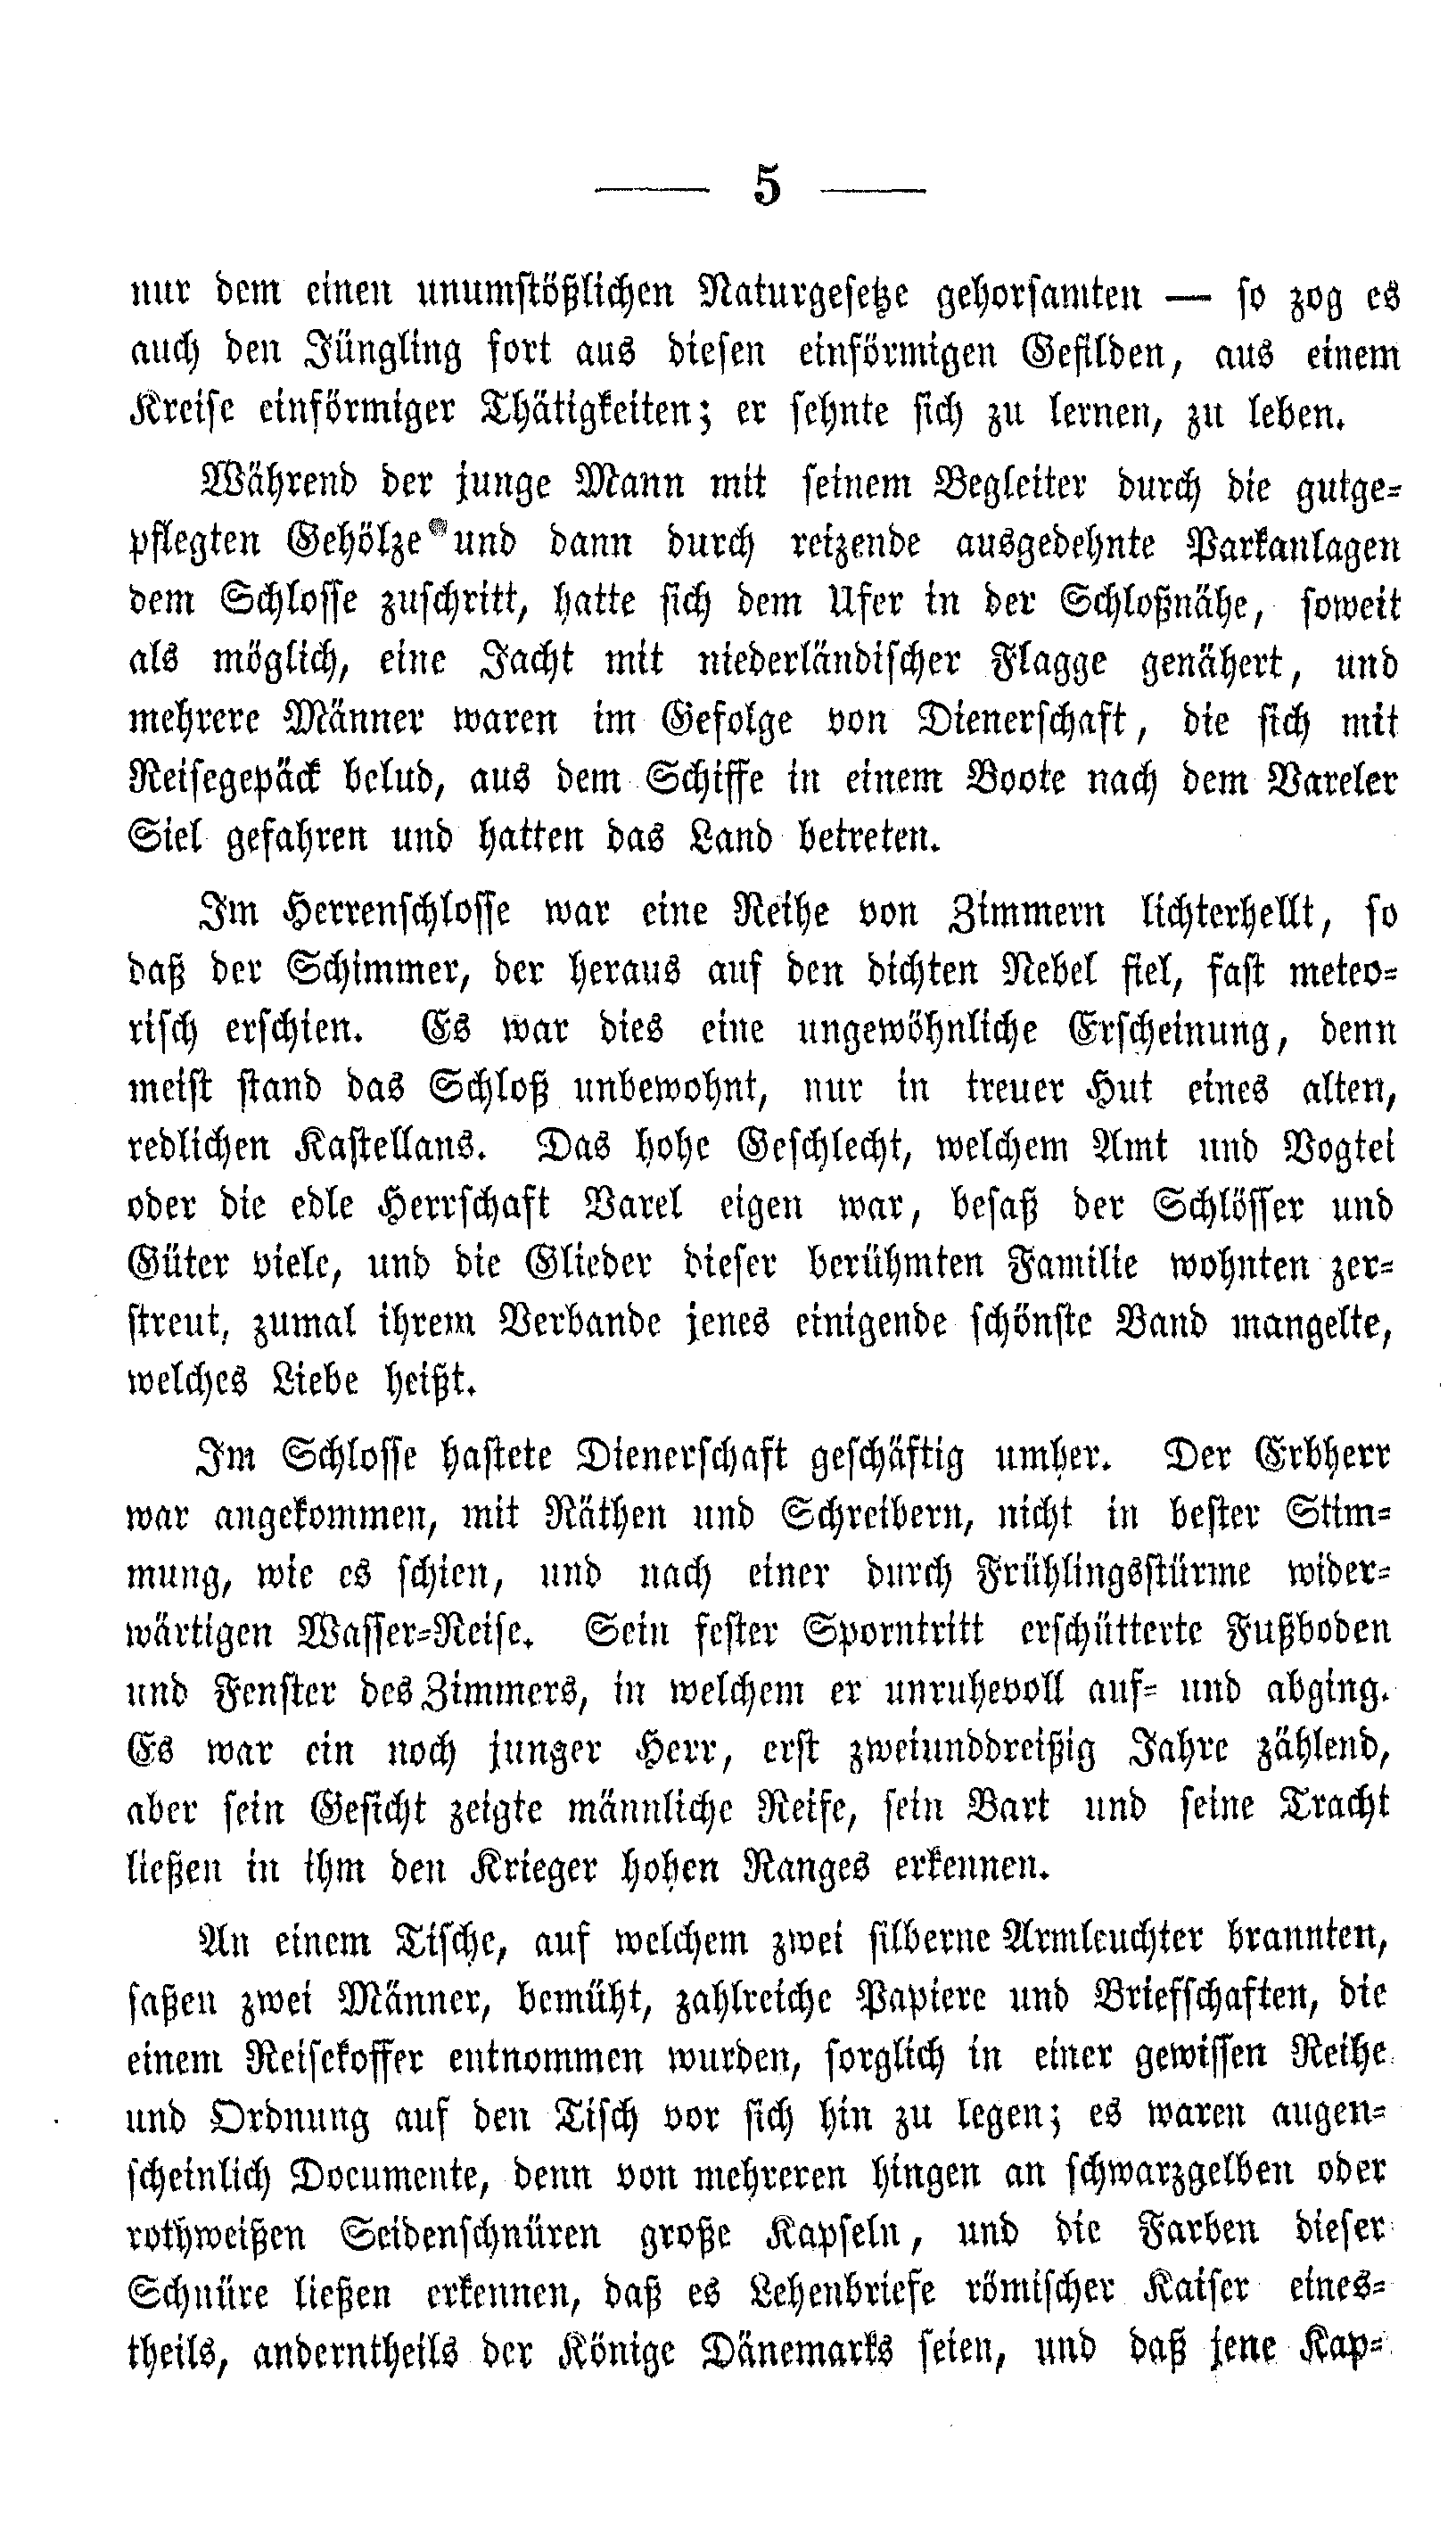 — 5 —
nur dem einen unumstößlichen Naturgesetze gehorsamten — so zog es
auch den Jüngling fort aus diesen einförmigen Gefilden, aus einem
Kreise einförmiger Thätigkeiten; er sehnte sich zu lernen, zu leben.
Während der junge Mann mit seinem Begleiter durch die gutge-
pflegten Gehölze und dann durch reizende ausgedehnte Parkanlagen
dem Schlosse zuschritt, hatte sich dem Ufer in der Schloßnähe, soweit
als möglich, eine Jacht mit niederländischer Flagge genähert, und
mehrere Männer waren im Gefolge von Dienerschaft, die sich mit
Reisegepäck belud, aus dem Schiffe in einem Boote nach dem Vareler
Siel gefahren und hatten das Land betreten.
Im Herrenschlosse war eine Reihe von Zimmern lichterhellt, so
daß der Schimmer, der heraus auf den dichten Nebel fiel, fast meteo-
risch erschien. Es war dies eine ungewöhnliche Erscheinung, denn
meist stand das Schloß unbewohnt, nur in treuer Hut eines alten,
redlichen Kastellans. Das hohe Geschlecht, welchem Amt und Vogtei
oder die edle Herrschaft Varel eigen war, besaß der Schlösser und
Güter viele, und die Glieder dieser berühmten Familie wohnten zer-
streut, zumal ihrem Verbande jenes einigende schönste Band mangelte,
welches Liebe heißt.
Im Schlosse hastete Dienerschaft geschäftig umher. Der Erbherr
war angekommen, mit Räthen und Schreibern, nicht in bester Stim-
mung, wie es schien, und nach einer durch Frühlingsstürme wider-
wärtigen Wasser-Reise. Sein fester Sporntritt erschütterte Fußboden
und Fenster des Zimmers, in welchem er unruhevoll auf- und abging.
Es war ein noch junger Herr, erst zweiunddreißig Jahre zählend,
aber sein Gesicht zeigte männliche Reife, sein Bart und seine Tracht
ließen in ihm den Krieger hohen Ranges erkennen.
An einem Tische, auf welchem zwei silberne Armleuchter brannten,
saßen zwei Männer, bemüht, zahlreiche Papiere und Briefschaften, die
einem Reisekoffer entnommen wurden, sorglich in einer gewissen Reihe
und Ordnung auf den Tisch vor sich hin zu legen; es waren augen-
scheinlich Documente, denn von mehreren hingen an schwarzgelben oder
rothweißen Seidenschnüren große Kapseln, und die Farben dieser
Schnüre ließen erkennen, daß es Lehenbriefe römischer Kaiser eines-
theils, anderntheils der Könige Dänemarks seien, und daß jene Kap-